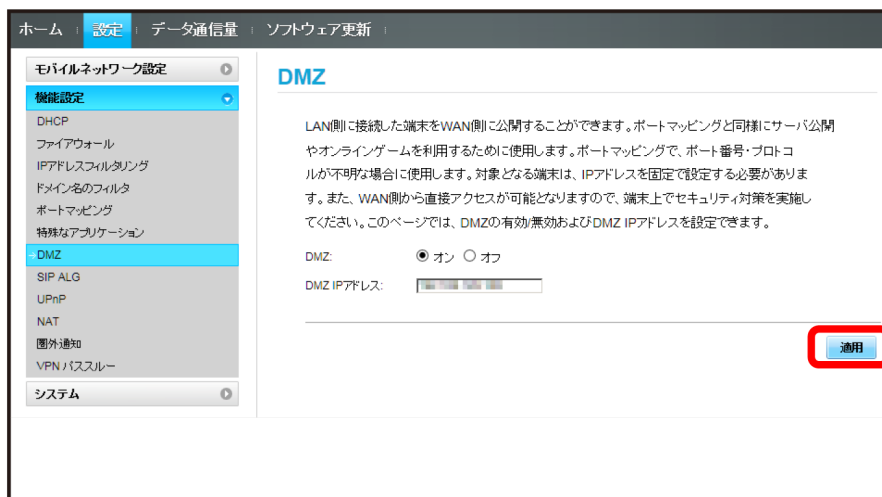 ホーム 設定 データ通信量 ソフトウェア更新
モバイルネットワーク設定
機能設定
DHCP
ファイアウォール
IPアドレスフィルタリング
ドメイン名のフィルタ
ポートマッピング
特殊なアプリケーション
DMZ
SIP ALG
UPnP
NAT
圏外通知
VPN パススルー
システム
DMZ
LAN側に接続した端末をWAN側に公開することができます。ポートマッピングと同様にサーバ公開
やオンラインゲームを利用するために使用します。ポートマッピングで、ポート番号・プロトコ
ルが不明な場合に使用します。対象となる端末は、IPアドレスを固定で設定する必要がありま
す。また、WAN側から直接アクセスが可能となりますので、端末上でセキュリティ対策を実施し
てください。このページでは、DMZの有効/無効およびDMZ IPアドレスを設定できます。
DMZ: オン オフ
DMZ IPアドレス:
適用